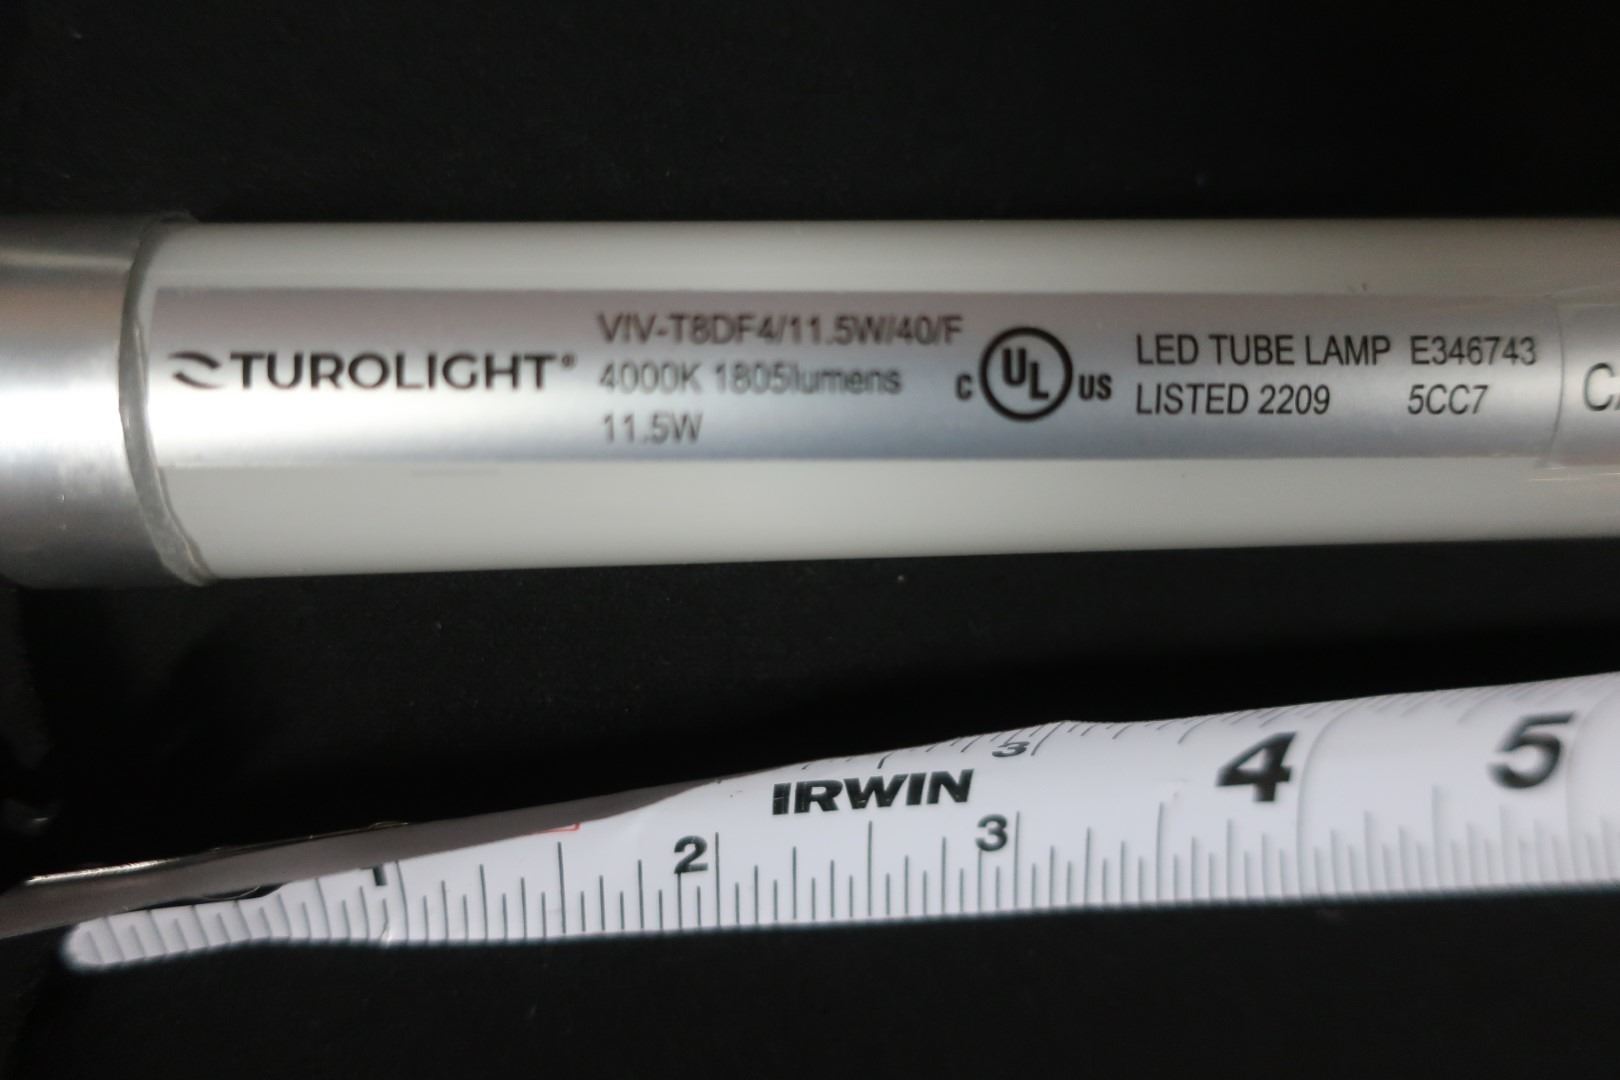 TUROLIGHT®
VIV-T8DF4/11.5W/40/F
4000K 1805lumens
11.5W
C UL US
LED TUBE LAMP E346743
LISTED 2209 5CC7
IRWIN
3
4
5
1
2
3